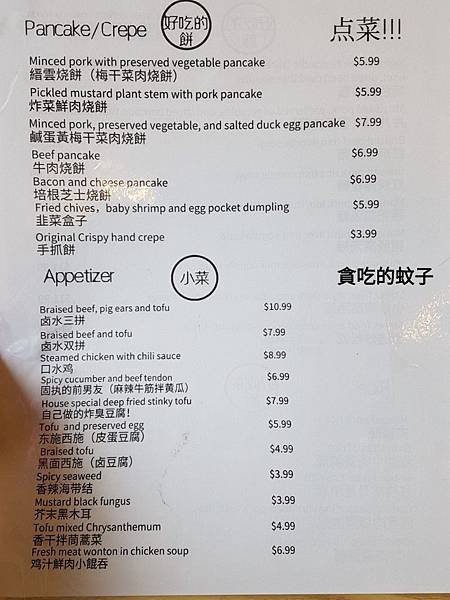 Pancake/Crepe 好吃的餅 点菜!!!
Minced pork with preserved vegetable pancake $5.99
縉雲烧餅（梅干菜肉烧餅）
Pickled mustard plant stem with pork pancake $5.99
炸菜鮮肉烧餅
Minced pork, preserved vegetable, and salted duck egg pancake $7.99
鹹蛋黃梅干菜肉烧餅
Beef pancake $6.99
牛肉烧餅
Bacon and cheese pancake $6.99
培根芝士烧餅
Fried chives，baby shrimp and egg pocket dumpling $5.99
韭菜盒子
Original Crispy hand crepe $3.99
手抓餅
Appetizer 小菜 貪吃的蚊子
Braised beef, pig ears and tofu $10.99
卤水三拼
Braised beef and tofu $7.99
卤水双拼
Steamed chicken with chili sauce $8.99
口水鸡
Spicy cucumber and beef tendon $6.99
固执的前男友（麻辣牛筋拌黄瓜）
House special deep fried stinky tofu $7.99
自己做的炸臭豆腐！
Tofu and preserved egg $5.99
东施西施（皮蛋豆腐）
Braised tofu $4.99
黑面西施（卤豆腐）
Spicy seaweed $3.99
香辣海带结
Mustard black fungus $3.99
芥末黑木耳
Tofu mixed Chrysanthemum $4.99
香干拌茼蒿菜
Fresh meat wonton in chicken soup $6.99
鸡汁鮮肉小餛吞